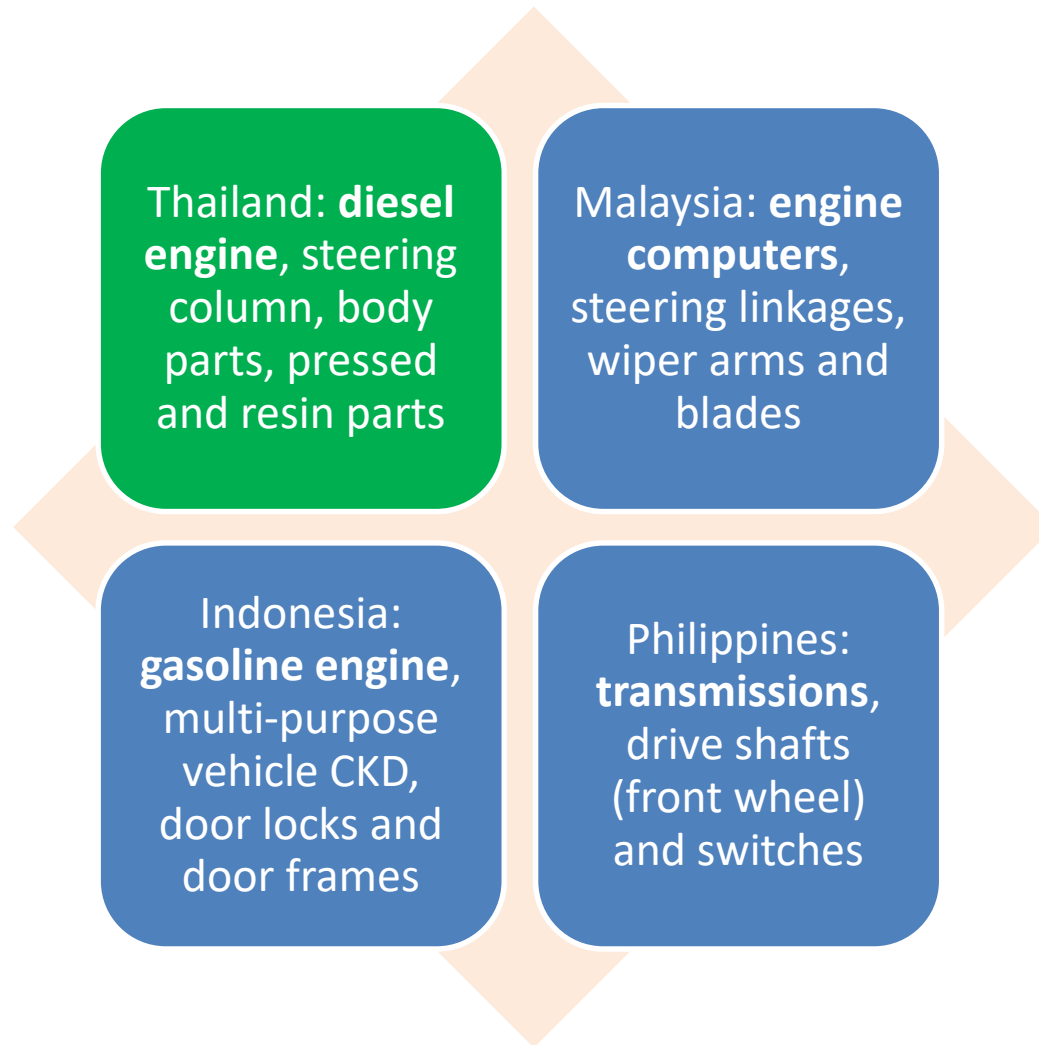 Thailand: diesel
engine, steering
column, body
parts, pressed
and resin parts
Malaysia: engine
computers,
steering linkages,
wiper arms and
blades
Indonesia:
gasoline engine,
multi-purpose
vehicle CKD,
door locks and
door frames
Philippines:
transmissions,
drive shafts
(front wheel)
and switches